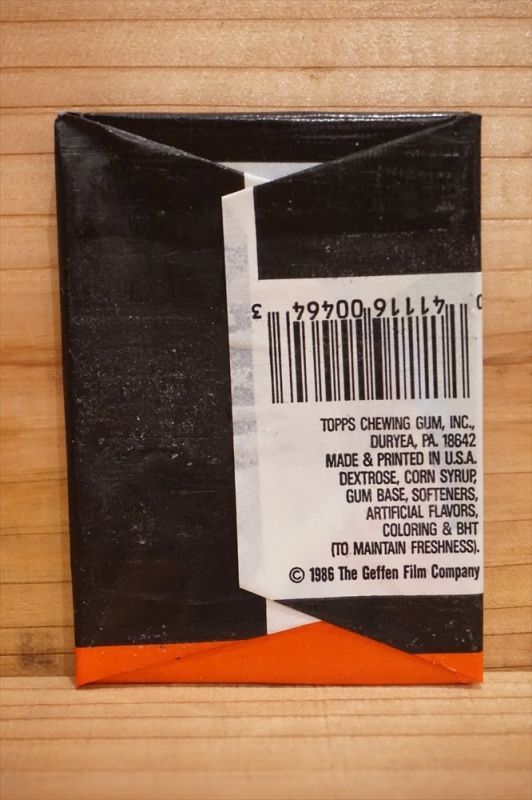 0 41116 00464 3
TOPPS CHEWING GUM, INC.,
DURYEA, PA. 18642
MADE & PRINTED IN U.S.A.
DEXTROSE, CORN SYRUP,
GUM BASE, SOFTENERS,
ARTIFICIAL FLAVORS,
COLORING & BHT
(TO MAINTAIN FRESHNESS).
© 1986 The Geffen Film Company